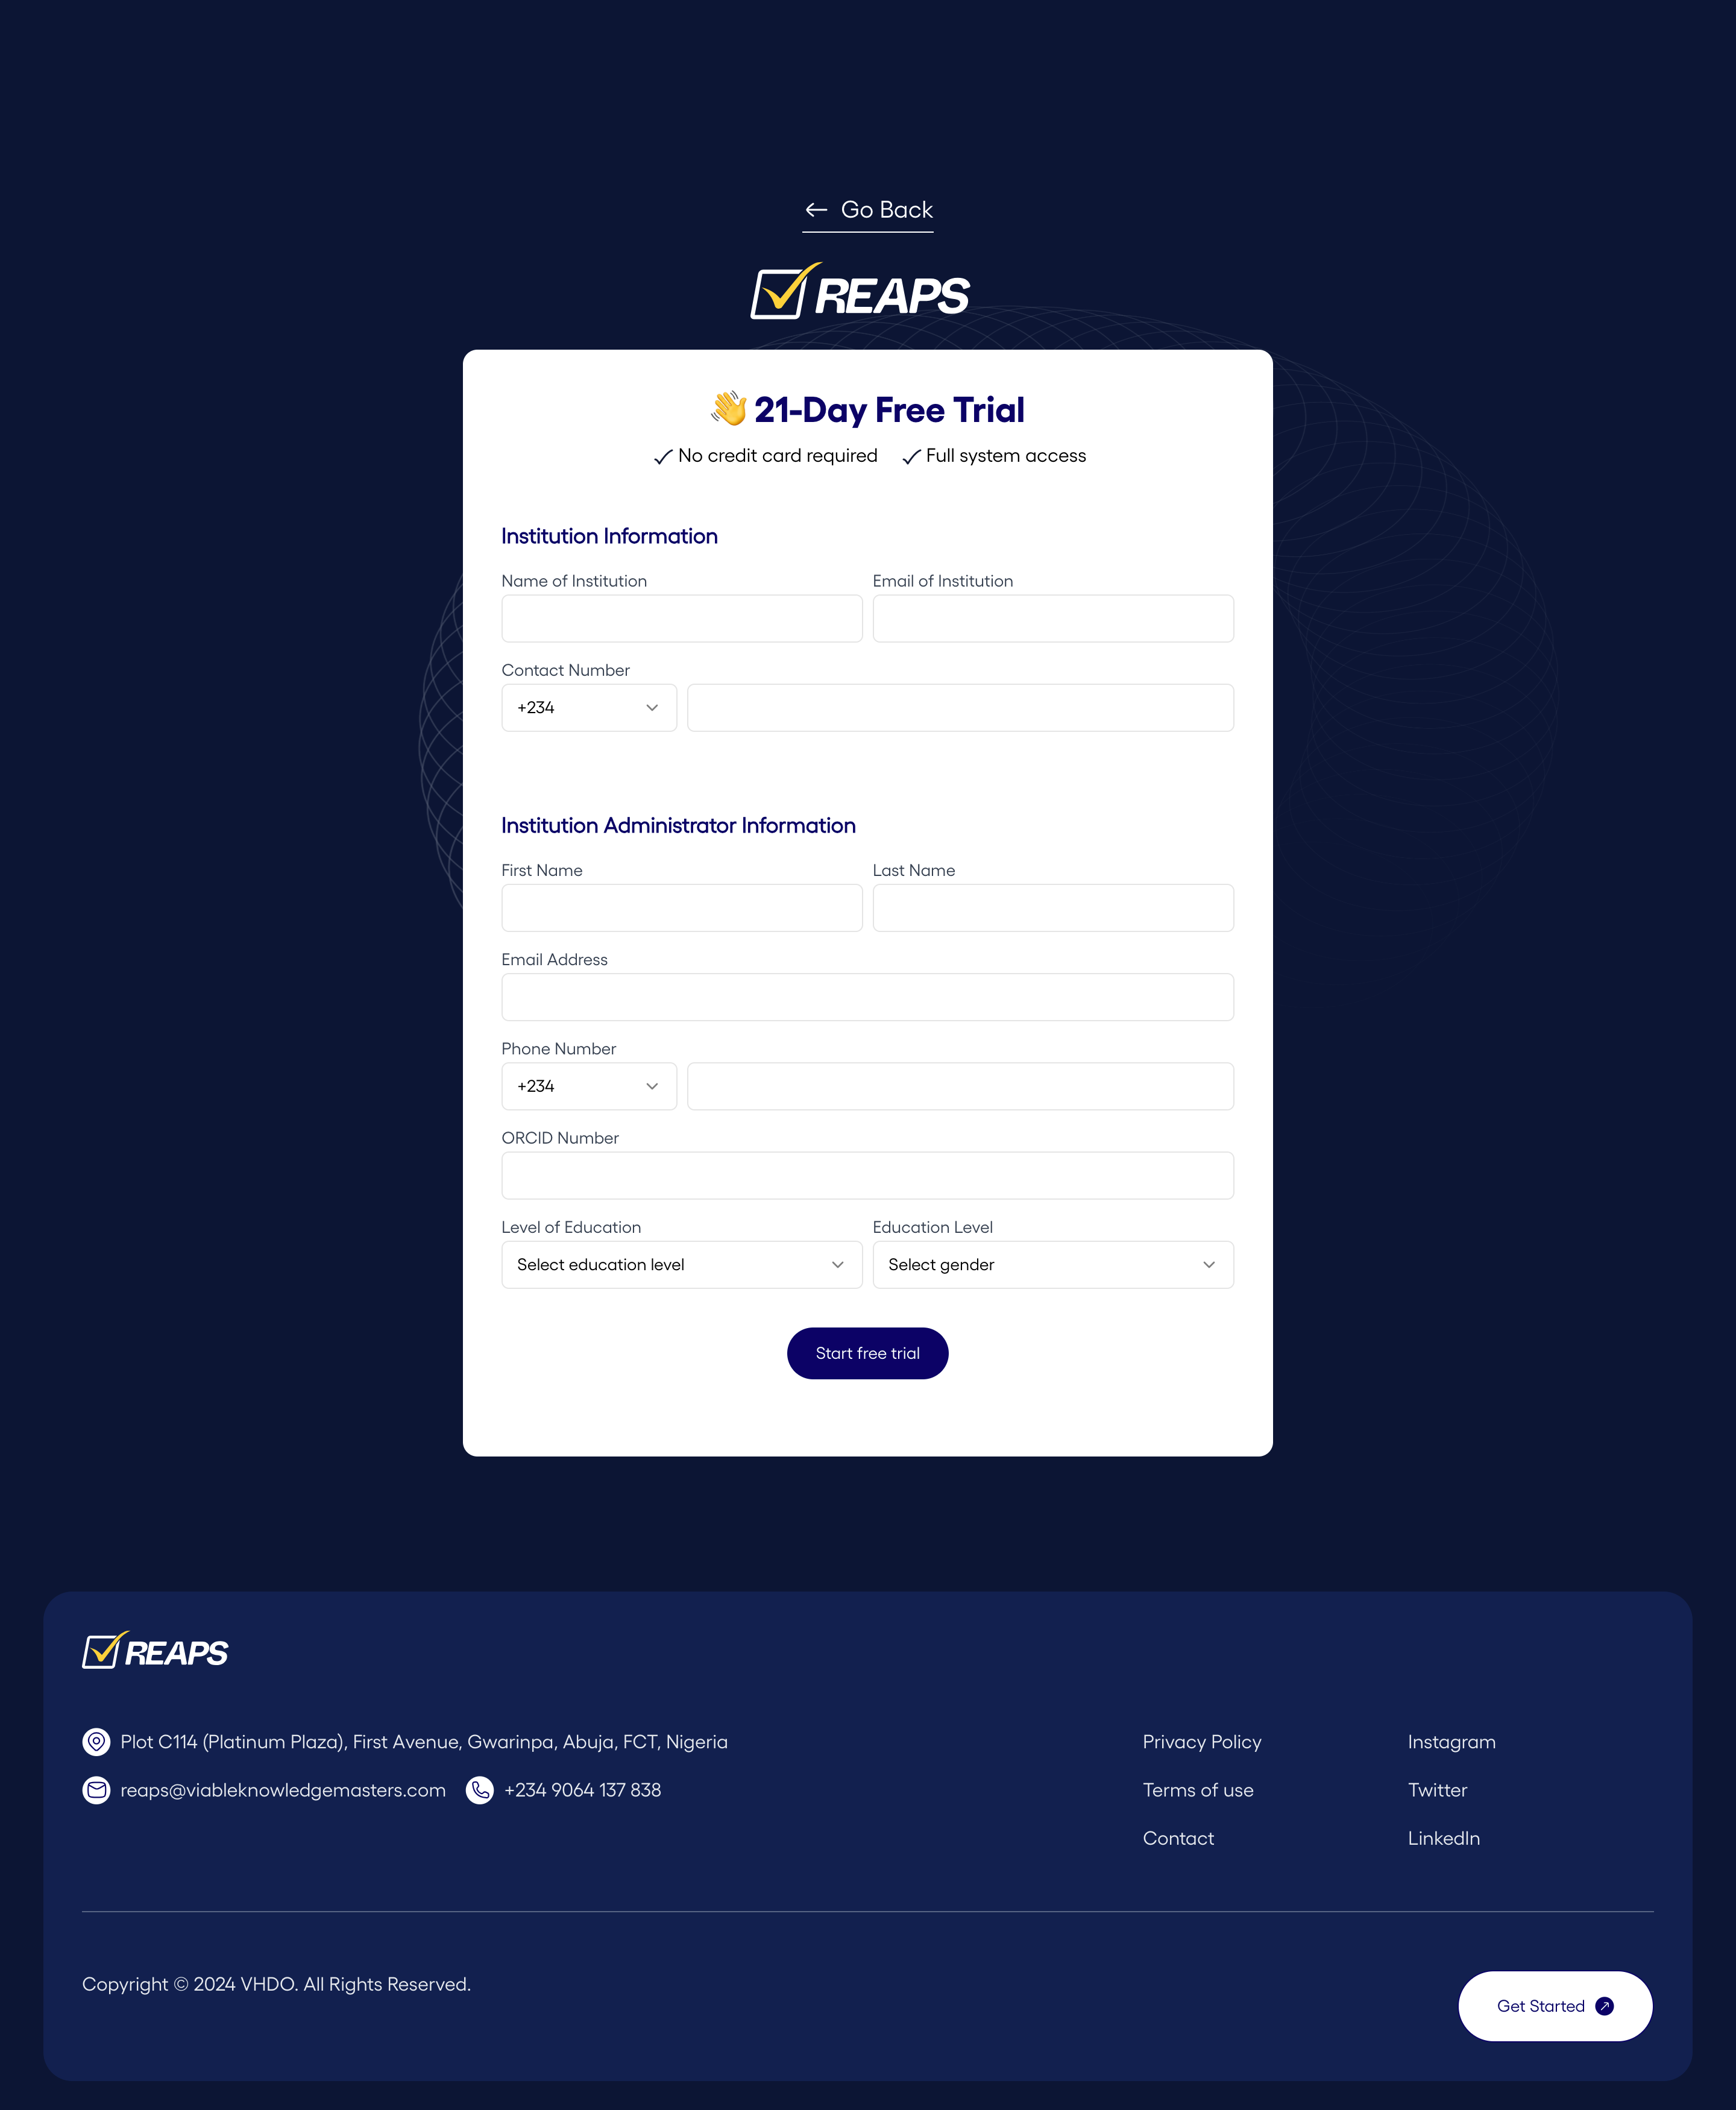 Go Back
REAPS
👋 21-Day Free Trial
No credit card required Full system access
Institution Information
Name of Institution Email of Institution
Contact Number
+234
Institution Administrator Information
First Name Last Name
Email Address
Phone Number
+234
ORCID Number
Level of Education Education Level
Select education level Select gender
Start free trial
REAPS
Plot C114 (Platinum Plaza), First Avenue, Gwarinpa, Abuja, FCT, Nigeria
reaps@viableknowledgemasters.com +234 9064 137 838
Privacy Policy
Terms of use
Contact
Instagram
Twitter
LinkedIn
Copyright © 2024 VHDO. All Rights Reserved.
Get Started